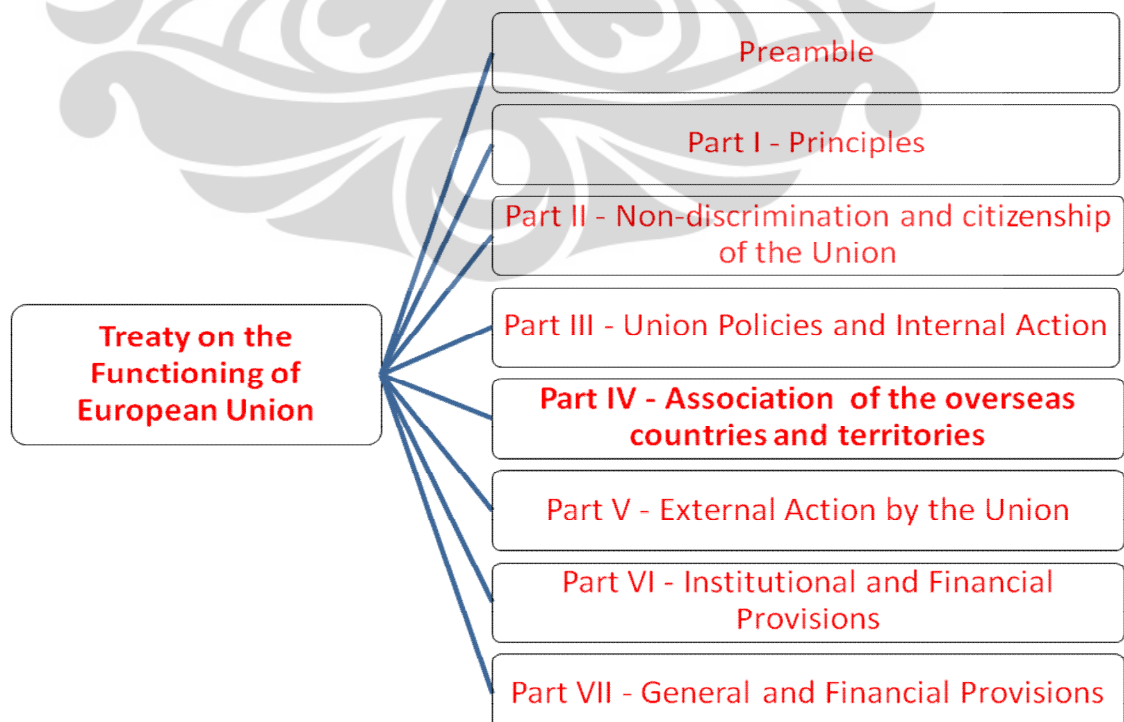 Preamble
Part I - Principles
Part II - Non-discrimination and citizenship
of the Union
Treaty on the
Functioning of
European Union
Part III - Union Policies and Internal Action
Part IV - Association of the overseas
countries and territories
Part V - External Action by the Union
Part VI - Institutional and Financial
Provisions
Part VII - General and Financial Provisions